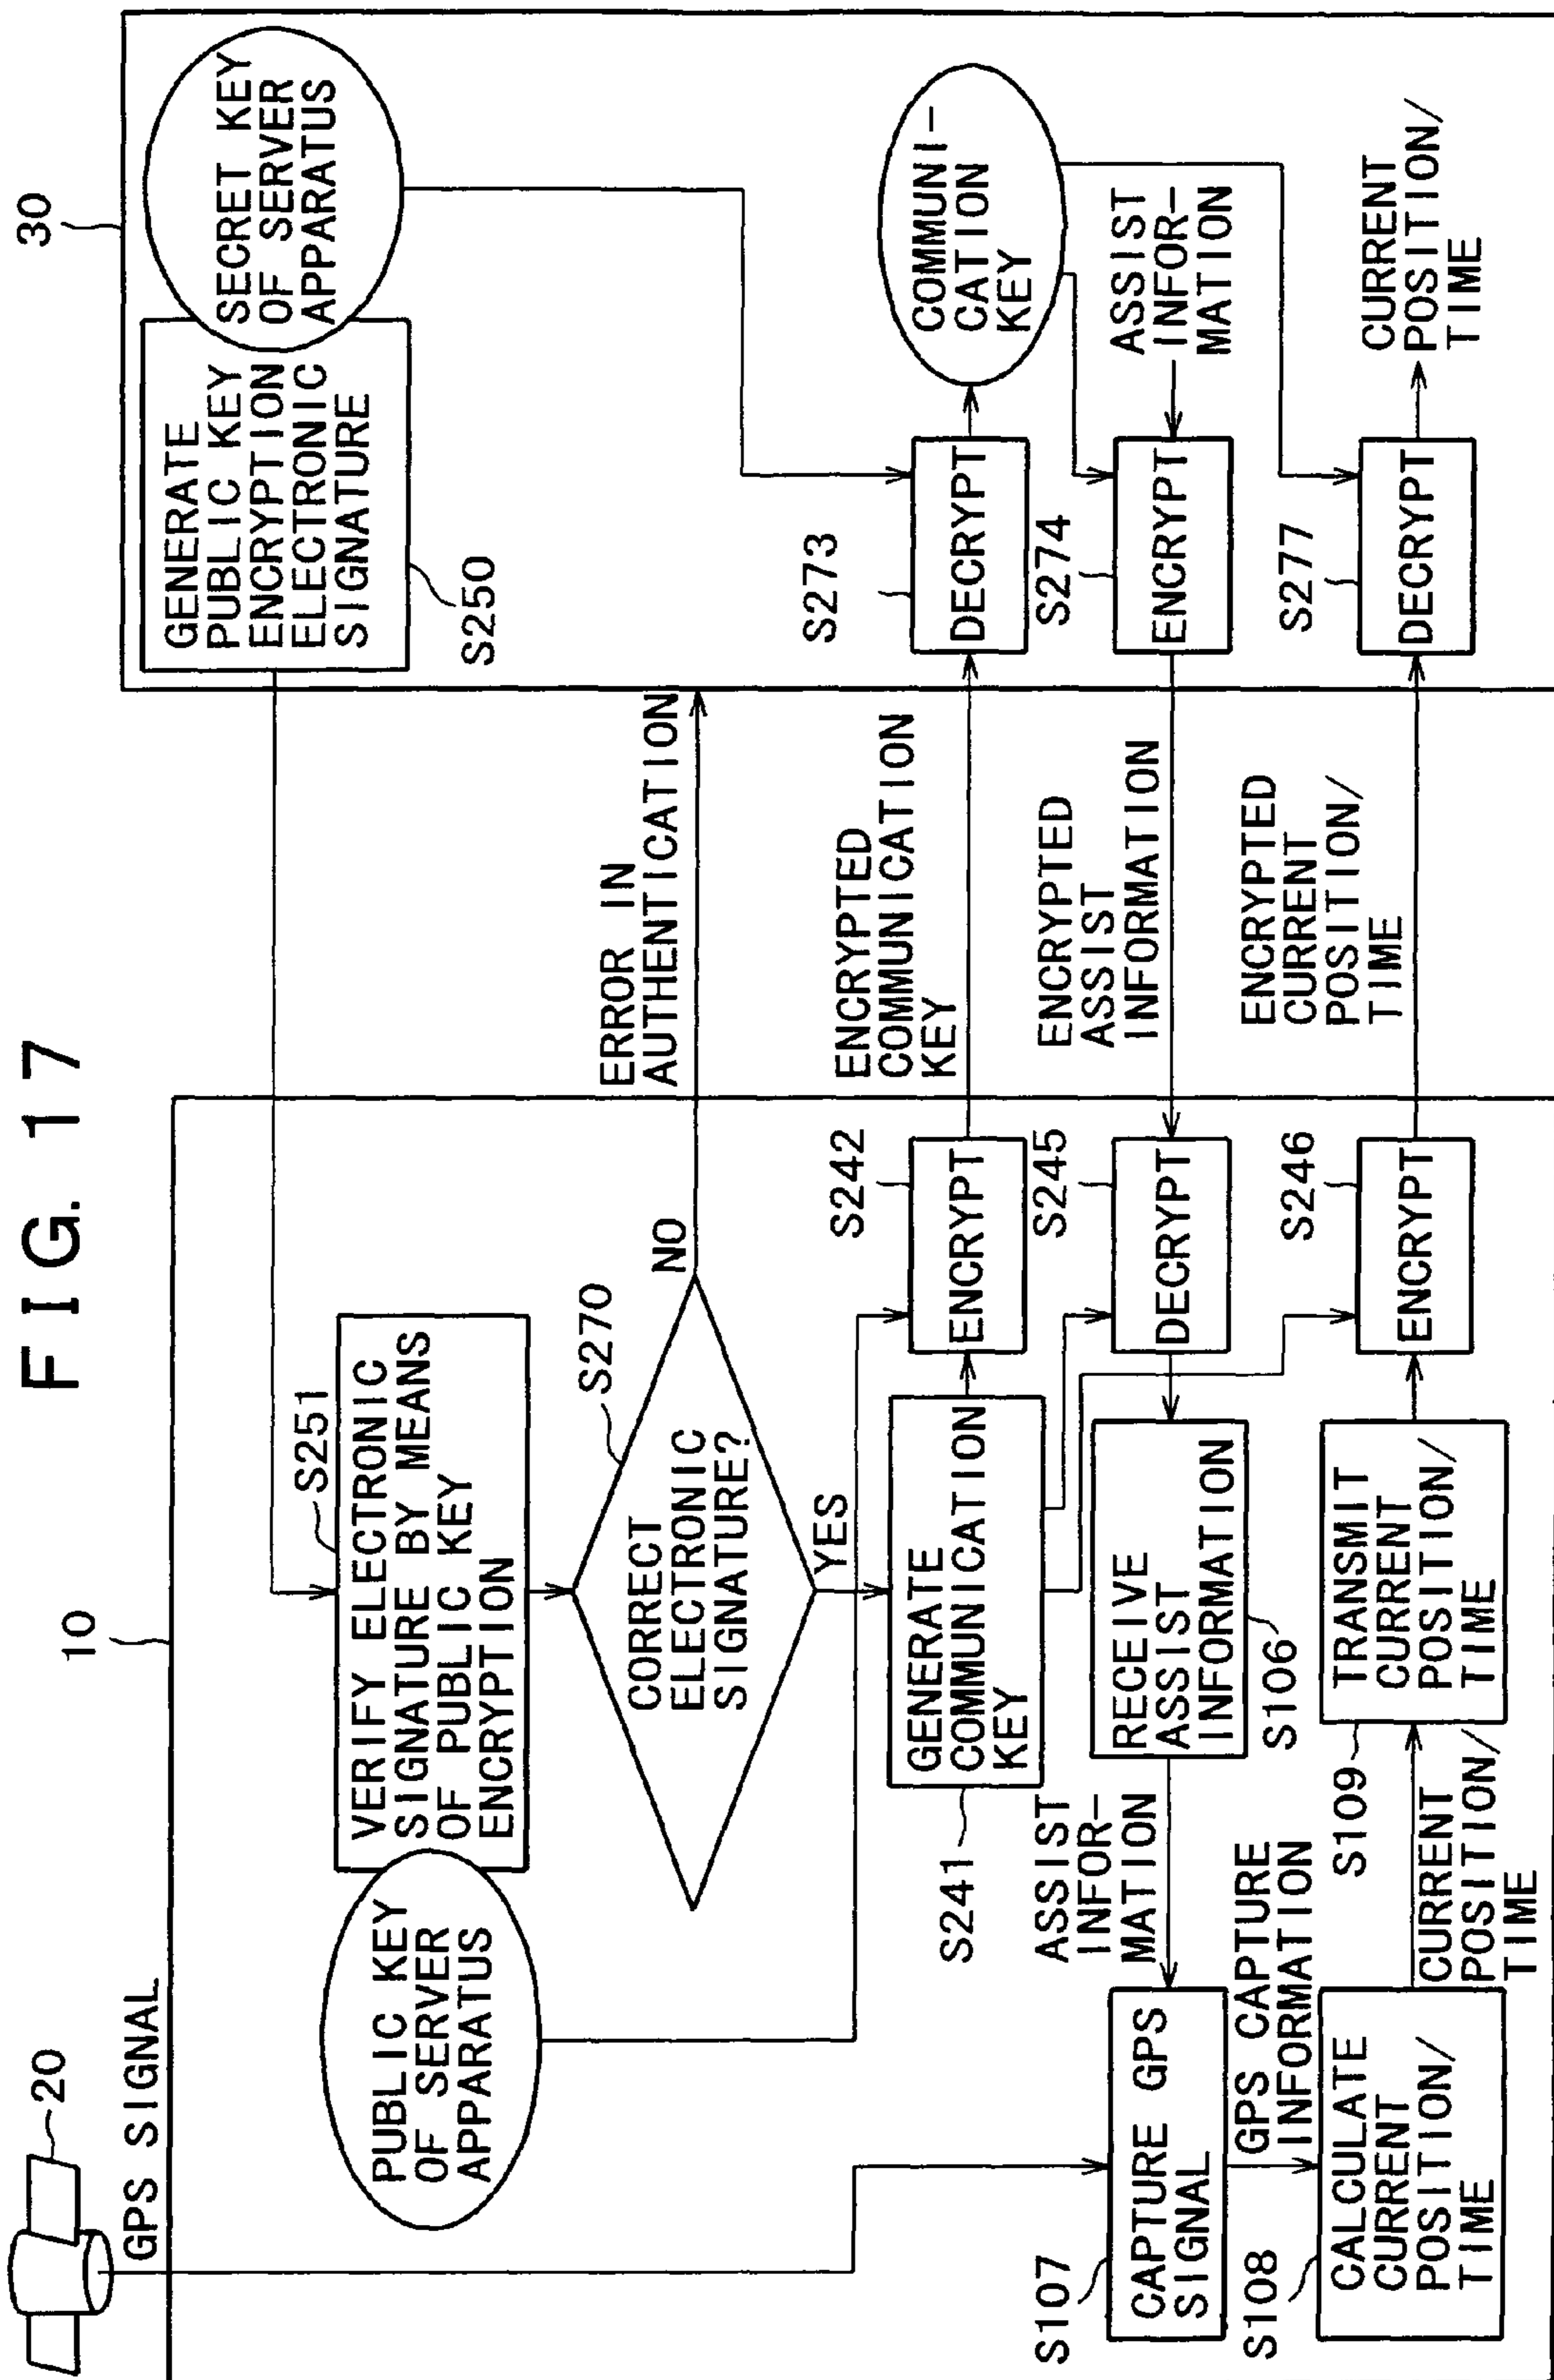 FIG. 17
20
GPS SIGNAL
10
30
PUBLIC KEY
OF SERVER
APPARATUS
VERIFY ELECTRONIC
SIGNATURE BY MEANS
OF PUBLIC KEY
ENCRYPTION
S251
GENERATE
PUBLIC KEY
ENCRYPTION
ELECTRONIC
SIGNATURE
S250
SECRET KEY
OF SERVER
APPARATUS
CORRECT
ELECTRONIC
SIGNATURE?
S270
NO
YES
ERROR IN
AUTHENTICATION
GENERATE
COMMUNICATION
KEY
S241
ENCRYPT
S242
ENCRYPTED
COMMUNICATION
KEY
S273
DECRYPT
COMMUNI-
CATION
KEY
S107
CAPTURE GPS
SIGNAL
ASSIST
INFOR-
MATION
RECEIVE
ASSIST
INFORMATION
S106
S245
DECRYPT
ENCRYPTED
ASSIST
INFORMATION
S274
ENCRYPT
ASSIST
INFOR-
MATION
GPS CAPTURE
INFORMATION
S108
CALCULATE
CURRENT
POSITION/
TIME
CURRENT
POSITION/
TIME
S109
TRANSMIT
CURRENT
POSITION/
TIME
S246
ENCRYPT
ENCRYPTED
CURRENT
POSITION/
TIME
S277
DECRYPT
CURRENT
POSITION/
TIME